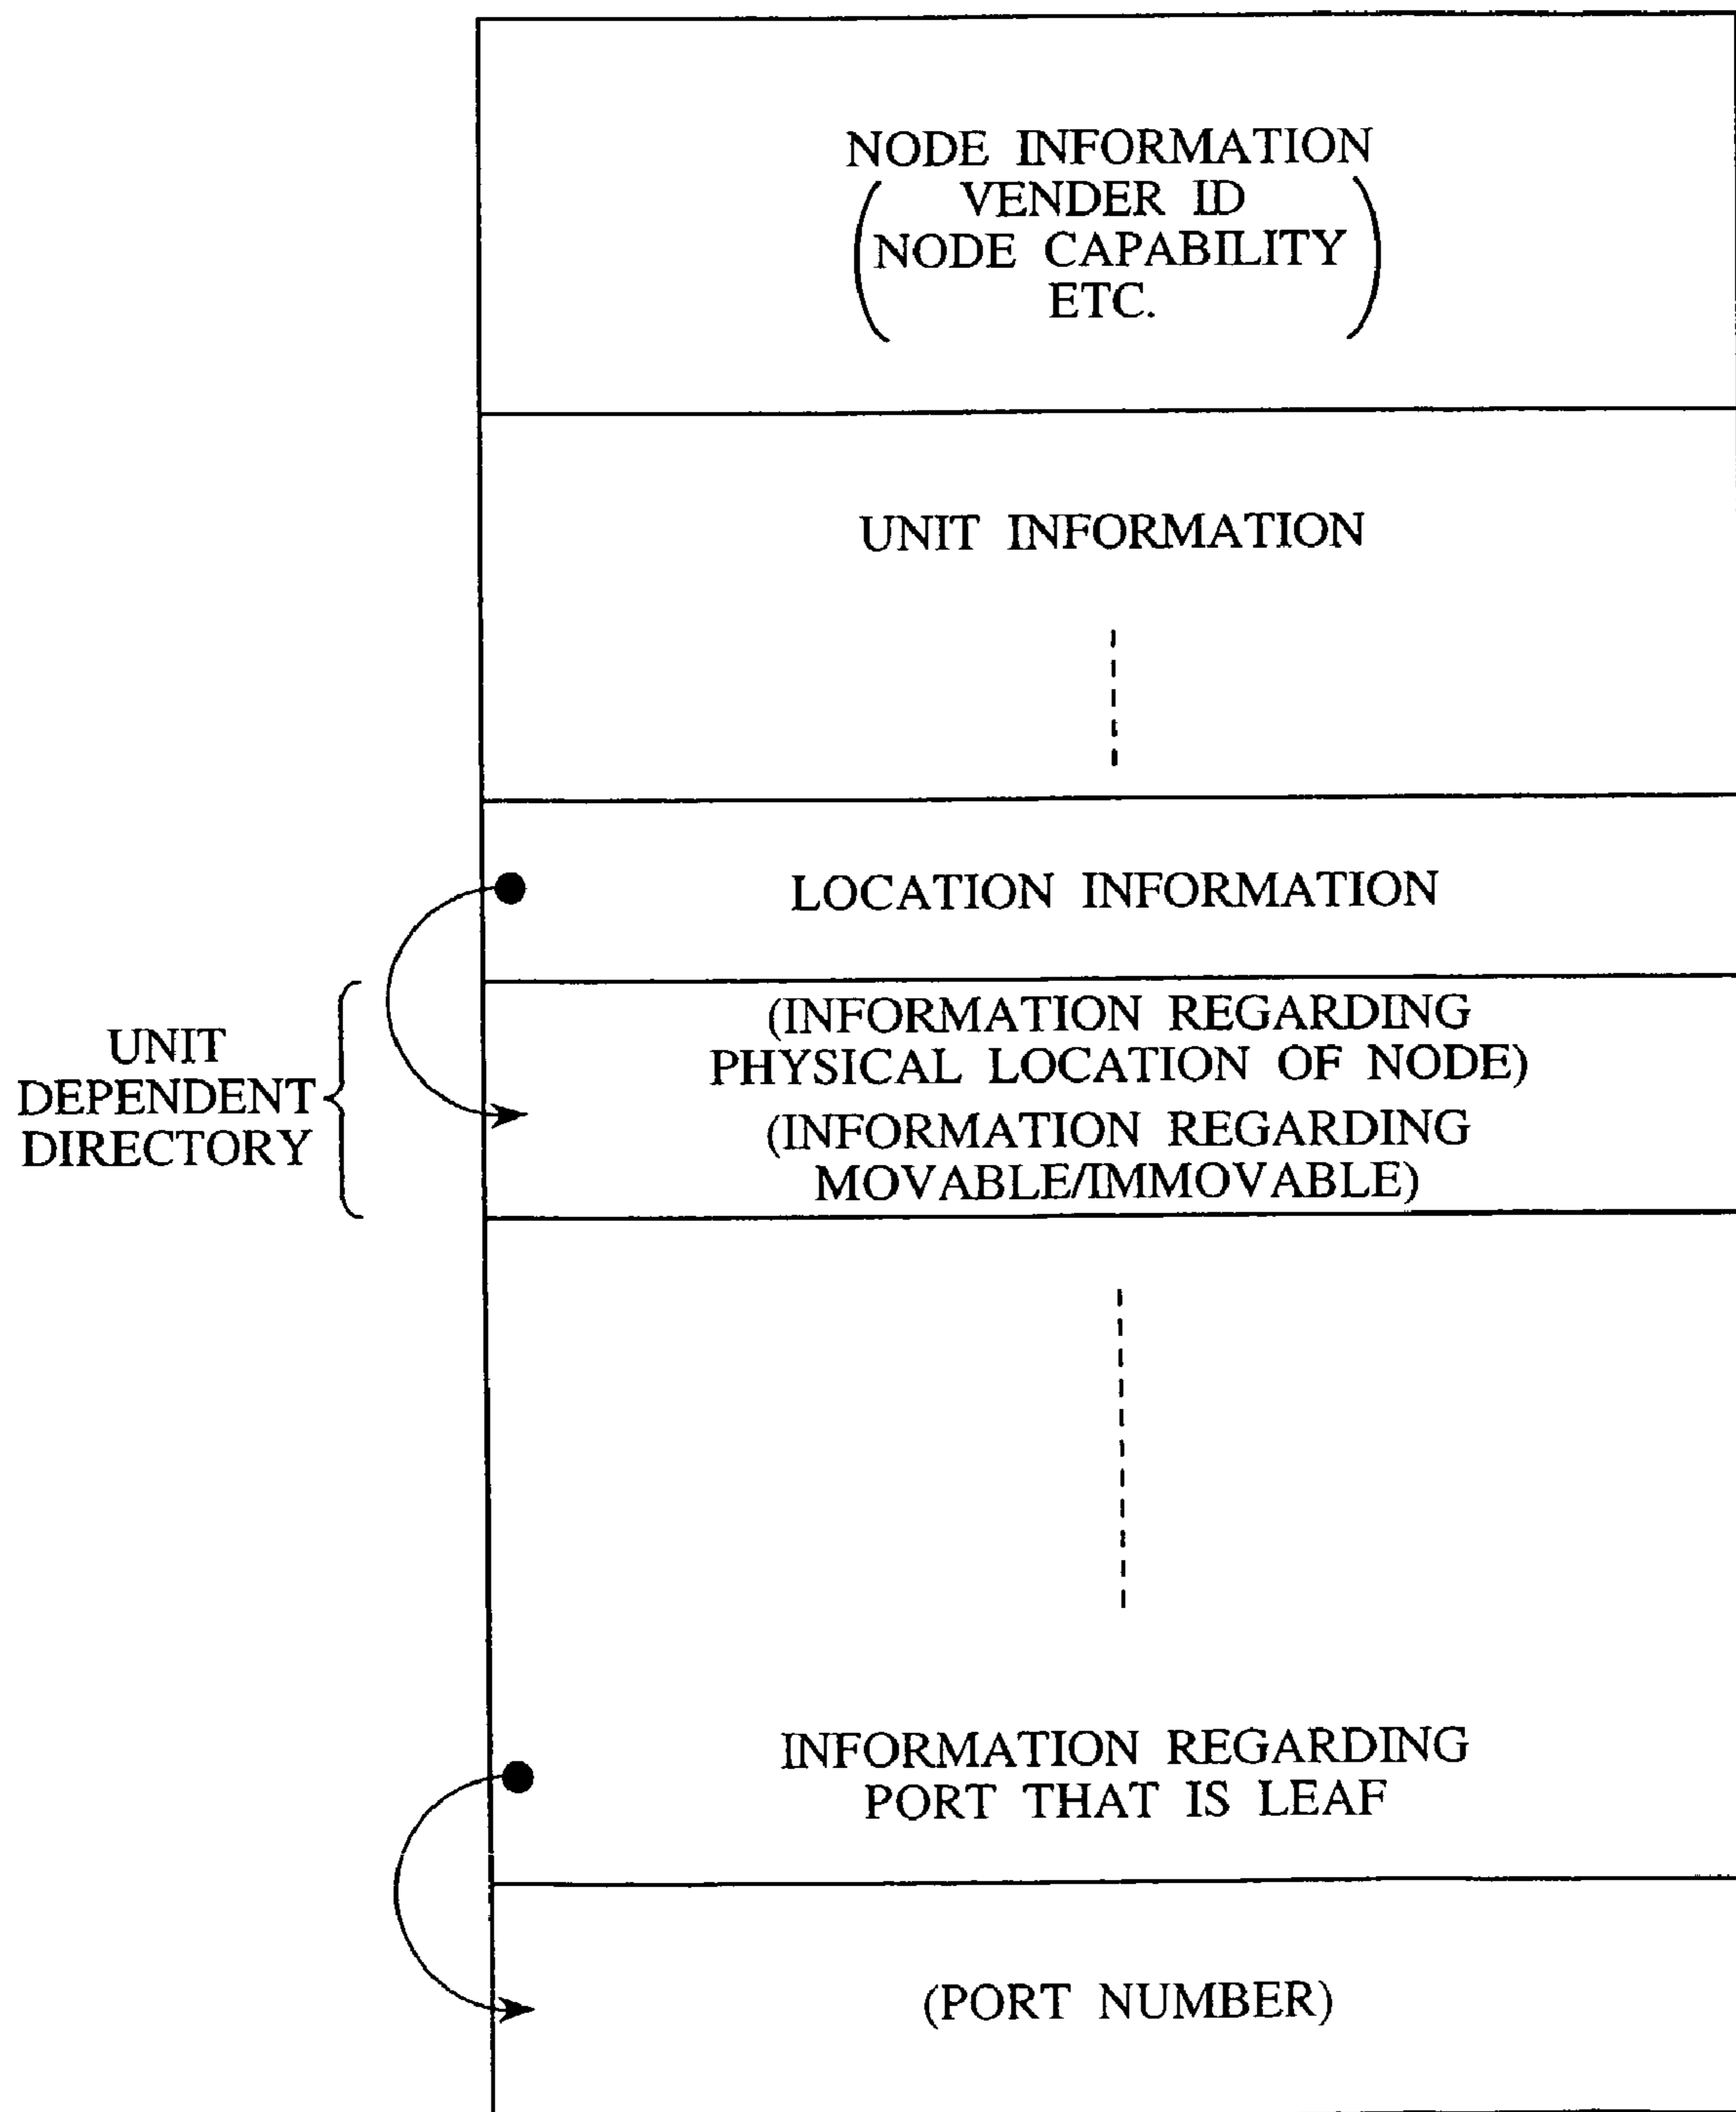 NODE INFORMATION
VENDER ID
NODE CAPABILITY
ETC.
UNIT INFORMATION
LOCATION INFORMATION
UNIT
DEPENDENT
DIRECTORY
(INFORMATION REGARDING
PHYSICAL LOCATION OF NODE)
(INFORMATION REGARDING
MOVABLE/IMMOVABLE)
INFORMATION REGARDING
PORT THAT IS LEAF
(PORT NUMBER)